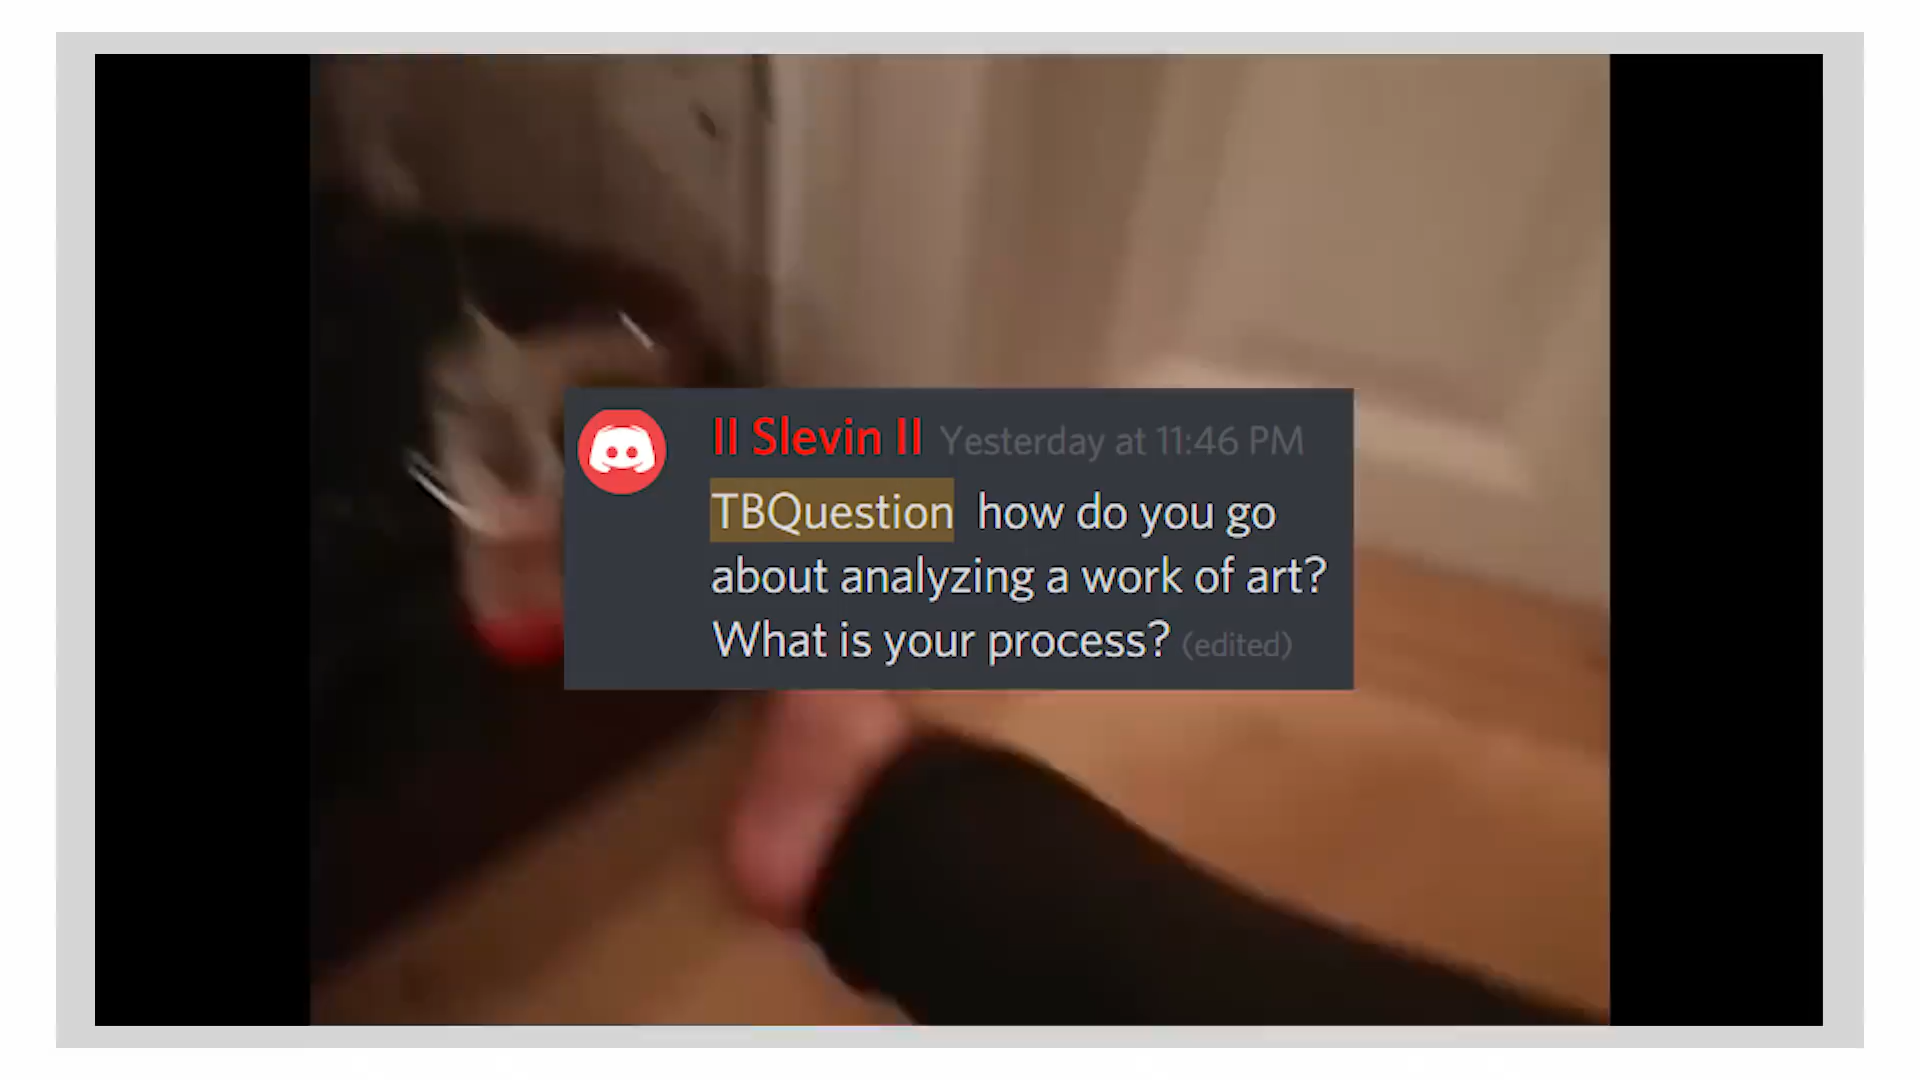 II Slevin II Yesterday at 11:46 PM
TBQuestion how do you go
about analyzing a work of art?
What is your process? (edited)